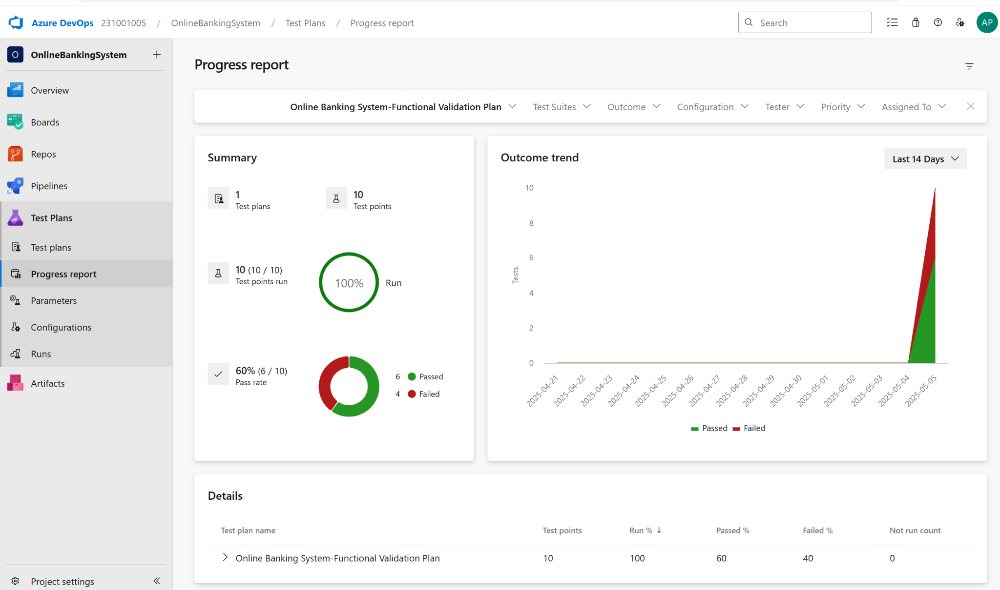 Azure DevOps 231001005 / OnlineBankingSystem / Test Plans / Progress report
Search
AP
O OnlineBankingSystem
Overview
Boards
Repos
Pipelines
Test Plans
Test plans
Progress report
Parameters
Configurations
Runs
Artifacts
Project settings
Progress report
Online Banking System-Functional Validation Plan Test Suites Outcome Configuration Tester Priority Assigned To
Summary
1
Test plans
10
Test points
10 (10 / 10)
Test points run
100%
Run
60% (6 / 10)
Pass rate
6 Passed
4 Failed
Outcome trend
Last 14 Days
10
8
6
4
2
0
Tests
2025-04-21
2025-04-22
2025-04-23
2025-04-24
2025-04-25
2025-04-26
2025-04-27
2025-04-28
2025-04-29
2025-04-30
2025-05-01
2025-05-02
2025-05-03
2025-05-04
2025-05-05
Passed Failed
Details
Test plan name Test points Run % Passed % Failed % Not run count
Online Banking System-Functional Validation Plan 10 100 60 40 0